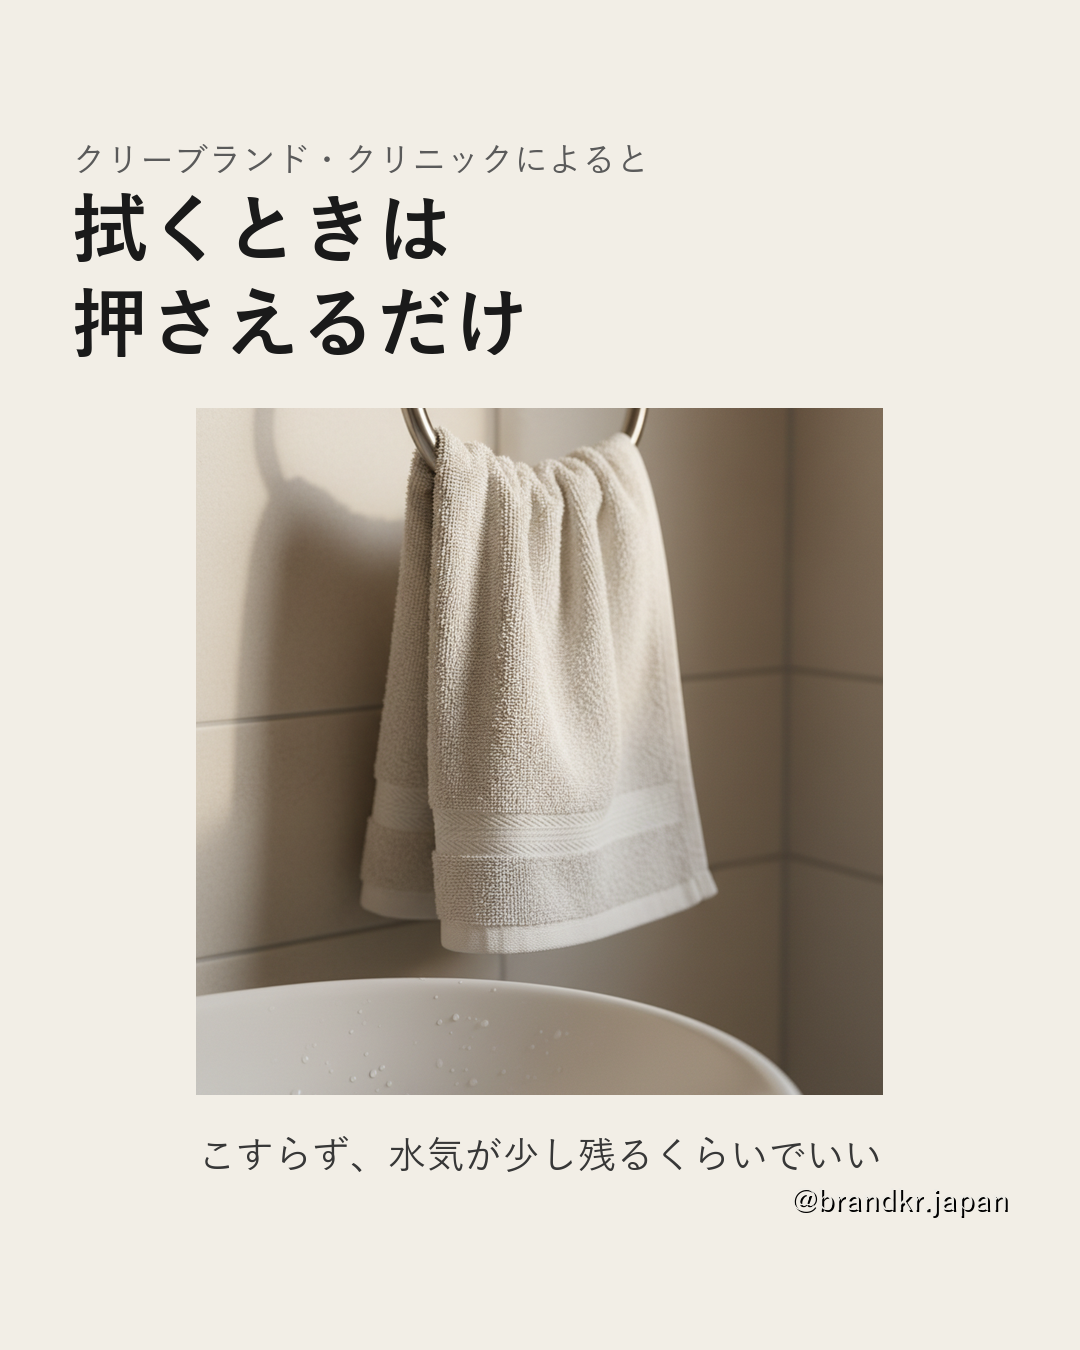 クリーブランド・クリニックによると
拭くときは
押さえるだけ
こすらず、水気が少し残るくらいでいい
@brandkr.japan